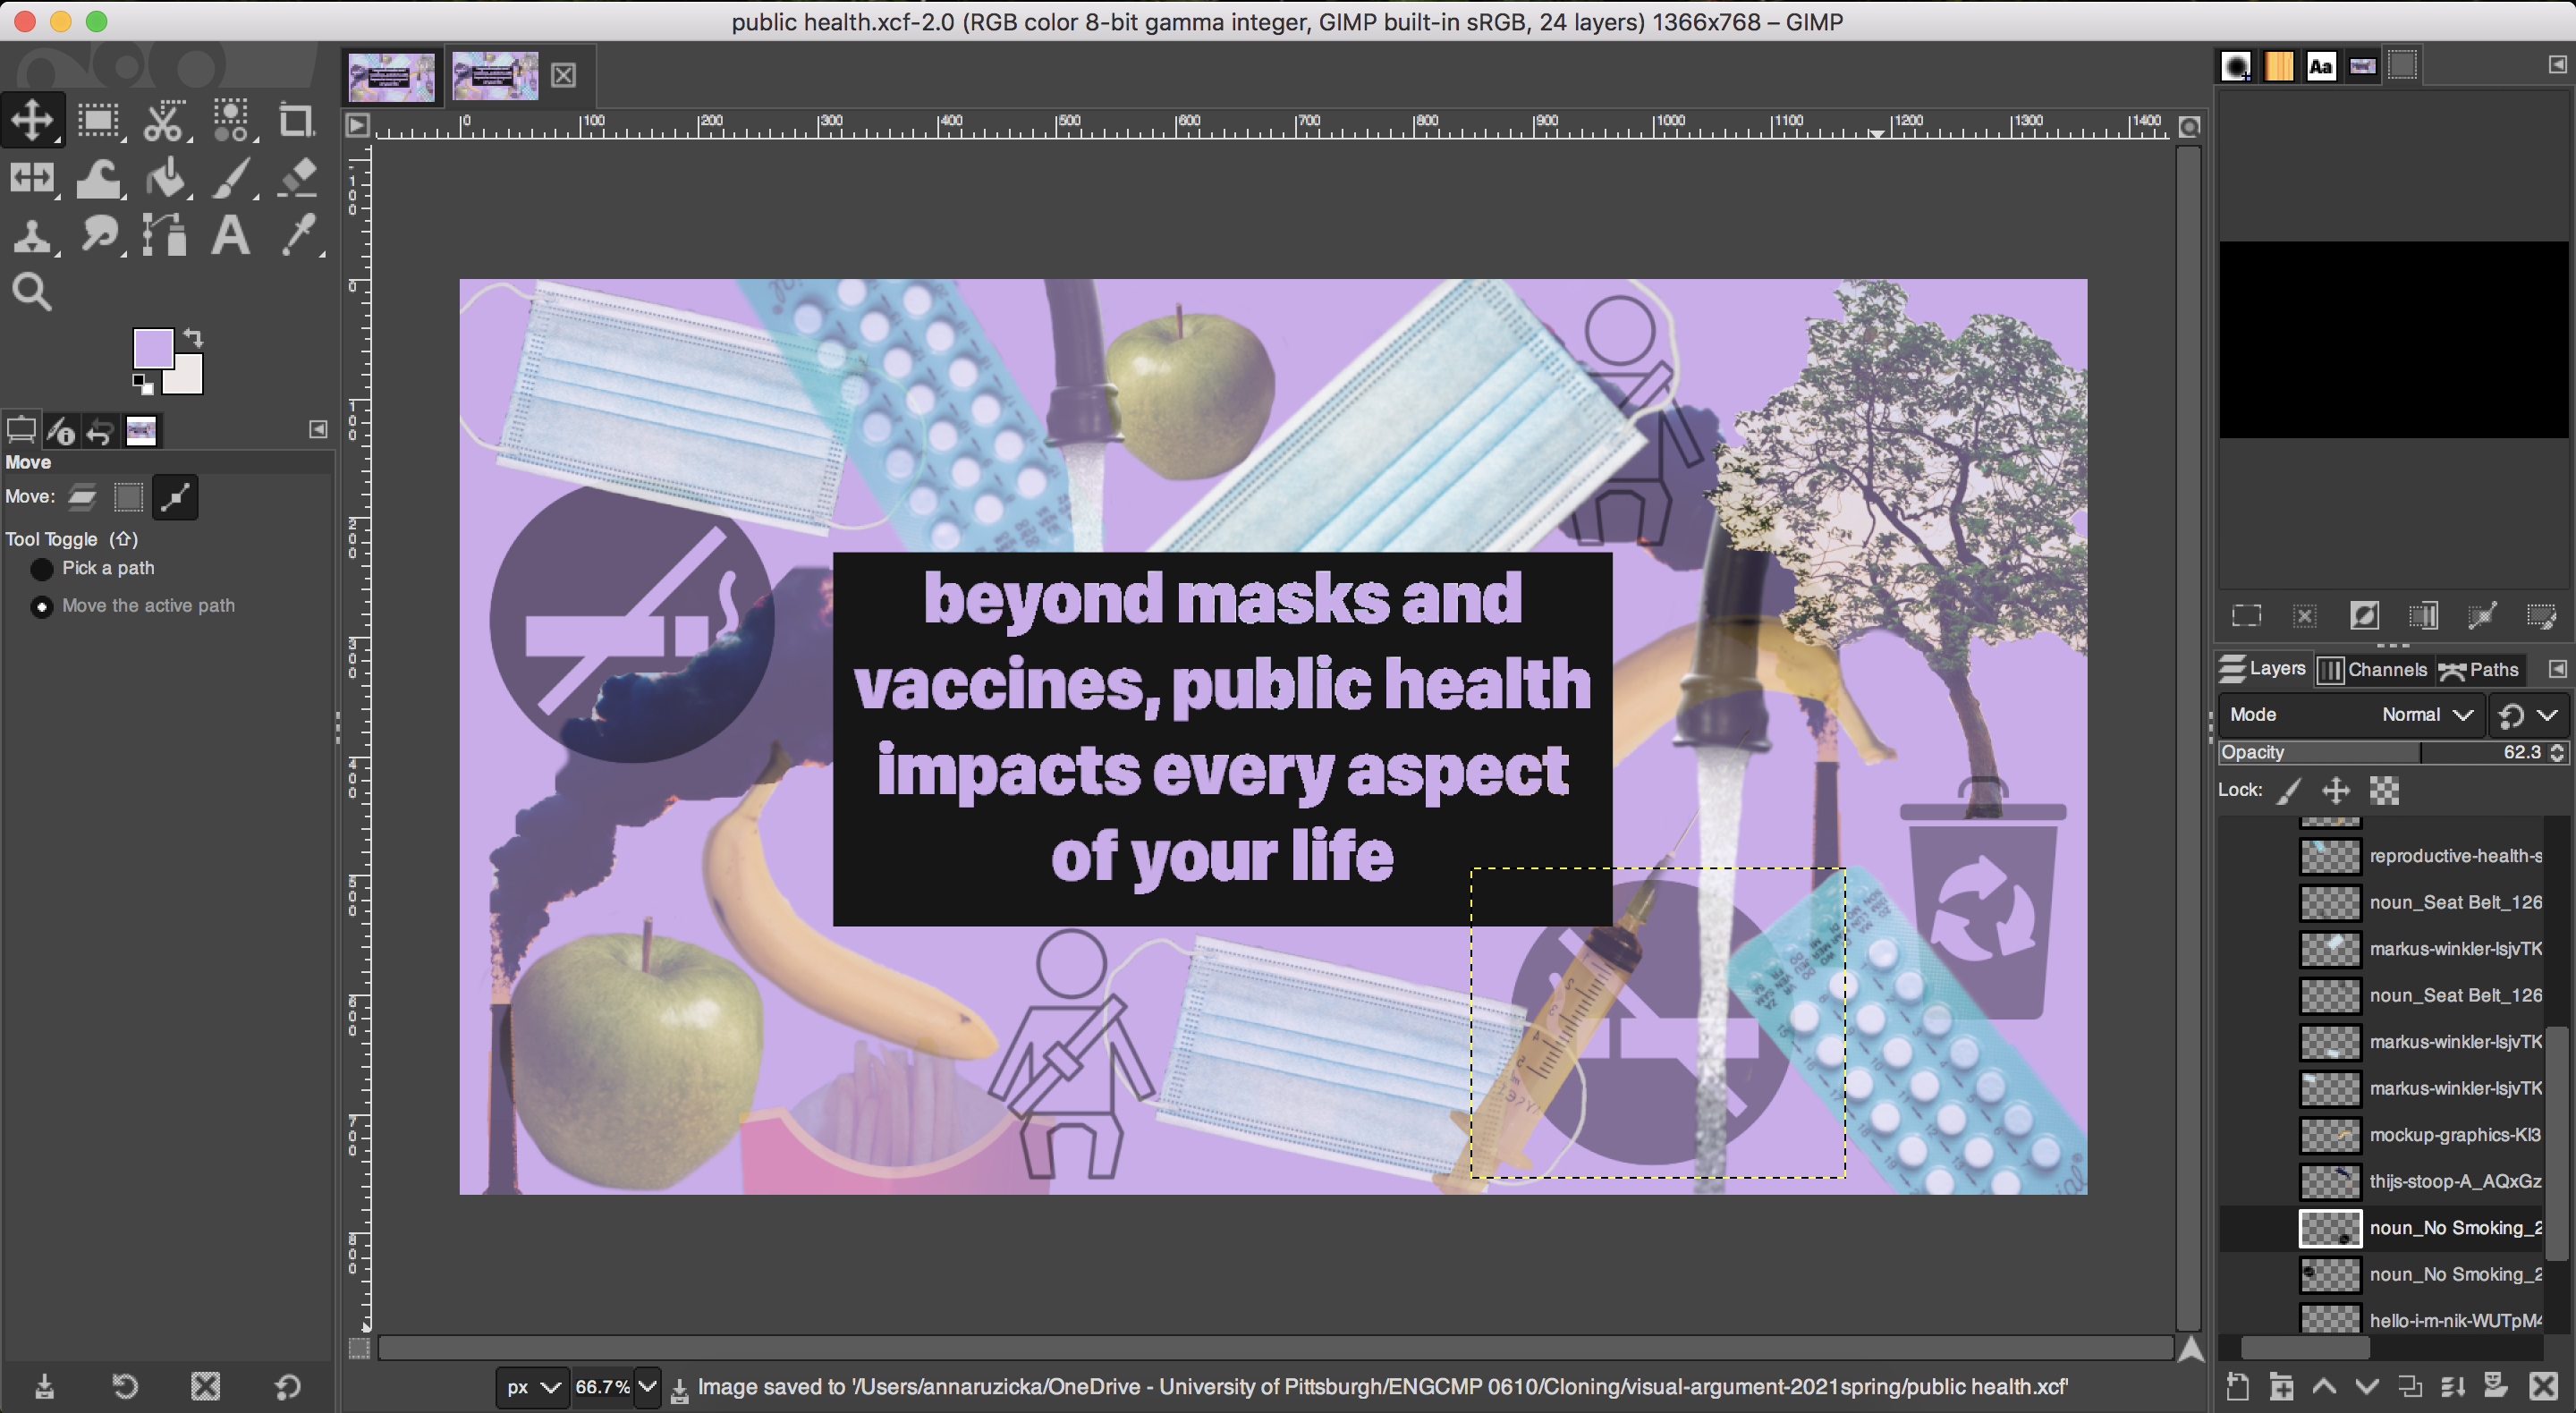 public health.xcf-2.0 (RGB color 8-bit gamma integer, GIMP built-in sRGB, 24 layers) 1366x768 – GIMP
Aa
0 100 200 300 400 500 600 700 800 900 1000 1100 1200 1300 1400
Move
Move:
Tool Toggle (⇧)
Pick a path
Move the active path
beyond masks and
vaccines, public health
impacts every aspect
of your life
Layers Channels Paths
Mode Normal
Opacity 62.3
Lock:
reproductive-health-s
noun_Seat Belt_126
markus-winkler-lsjvTK
noun_Seat Belt_126
markus-winkler-lsjvTK
markus-winkler-lsjvTK
mockup-graphics-Kl3
thijs-stoop-A_AQxGz
noun_No Smoking_2
noun_No Smoking_2
hello-i-m-nik-WUTpM4
px 66.7% Image saved to '/Users/annaruzicka/OneDrive - University of Pittsburgh/ENGCMP 0610/Cloning/visual-argument-2021spring/public health.xcf'